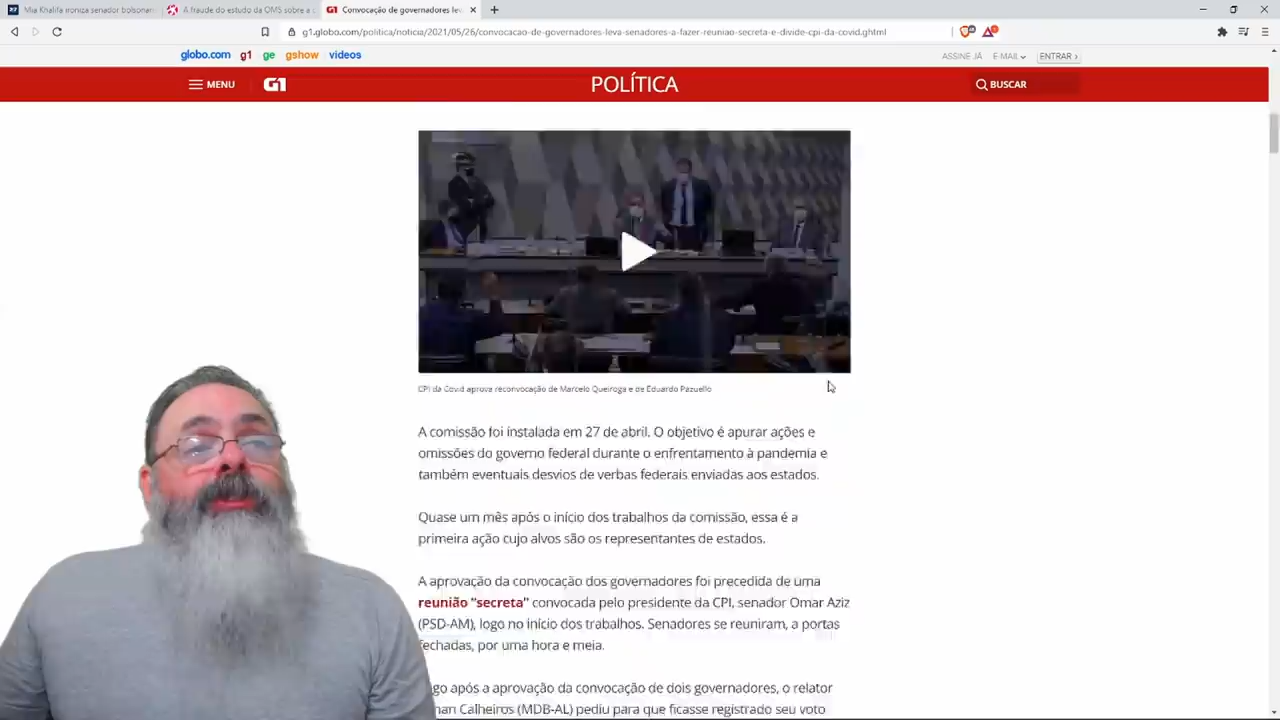 Mia Khalifa ironiza senador bolsonari
A fraude do estudo da OMS sobre a c
Convocação de governadores lev
g1.globo.com/politica/noticia/2021/05/26/convocacao-de-governadores-leva-senadores-a-fazer-reuniao-secreta-e-divide-cpi-da-covid.ghtml
globo.com g1 ge gshow videos
ASSINE JÁ E-MAIL ENTRAR ›
MENU G1 POLÍTICA BUSCAR
CPI da Covid aprova reconvocação de Marcelo Queiroga e de Eduardo Pazuello
A comissão foi instalada em 27 de abril. O objetivo é apurar ações e
omissões do governo federal durante o enfrentamento à pandemia e
também eventuais desvios de verbas federais enviadas aos estados.
Quase um mês após o início dos trabalhos da comissão, essa é a
primeira ação cujo alvos são os representantes de estados.
A aprovação da convocação dos governadores foi precedida de uma
reunião "secreta" convocada pelo presidente da CPI, senador Omar Aziz
(PSD-AM), logo no início dos trabalhos. Senadores se reuniram, a portas
fechadas, por uma hora e meia.
go após a aprovação da convocação de dois governadores, o relator
nan Calheiros (MDB-AL) pediu para que ficasse registrado seu voto